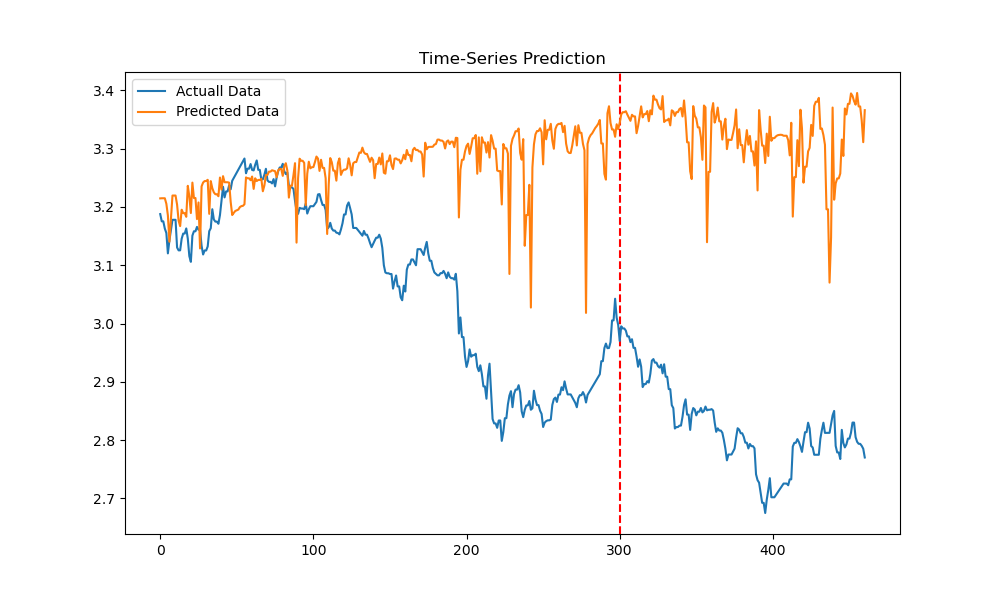 Time-Series Prediction
Actuall Data
Predicted Data
3.4
3.3
3.2
3.1
3.0
2.9
2.8
2.7
0 100 200 300 400